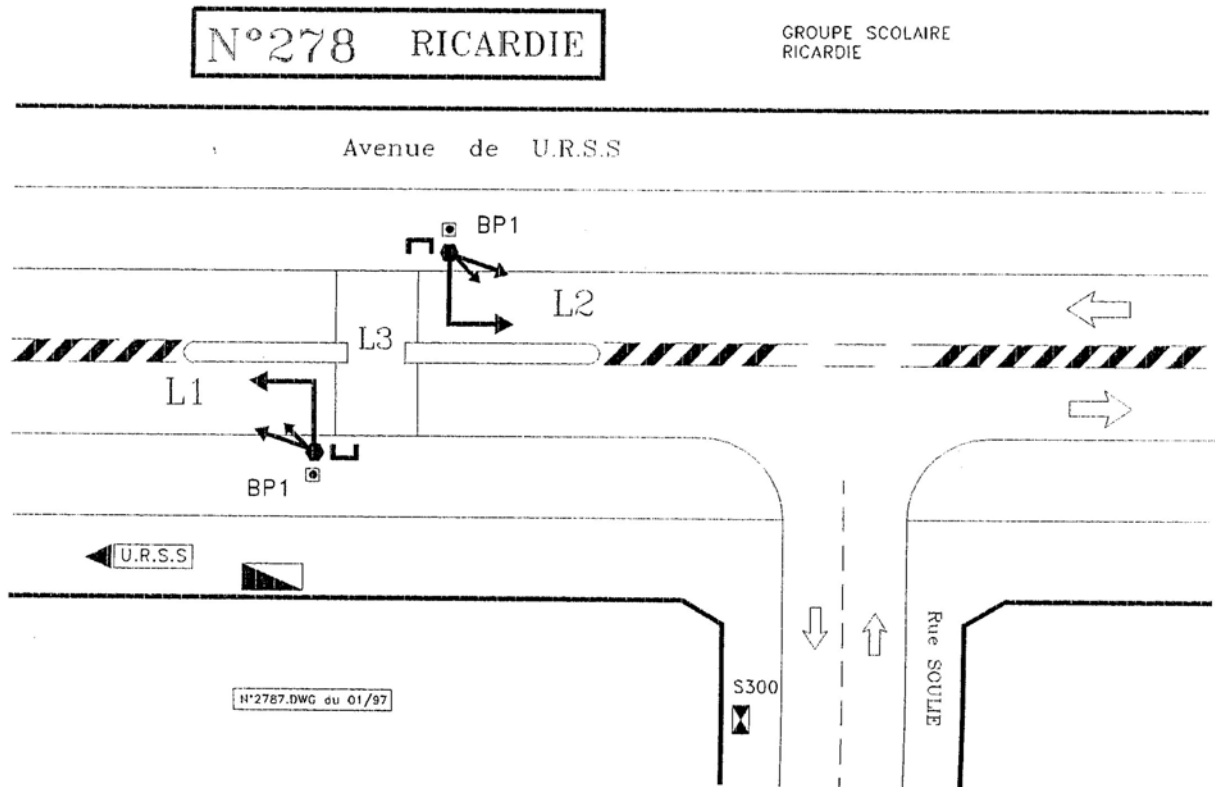 N°278 RICARDIE
GROUPE SCOLAIRE
RICARDIE
Avenue de U.R.S.S
BP1
L2
L3
L1
BP1
U.R.S.S
Rue SOULIE
S300
N°2787.DWG du 01/97